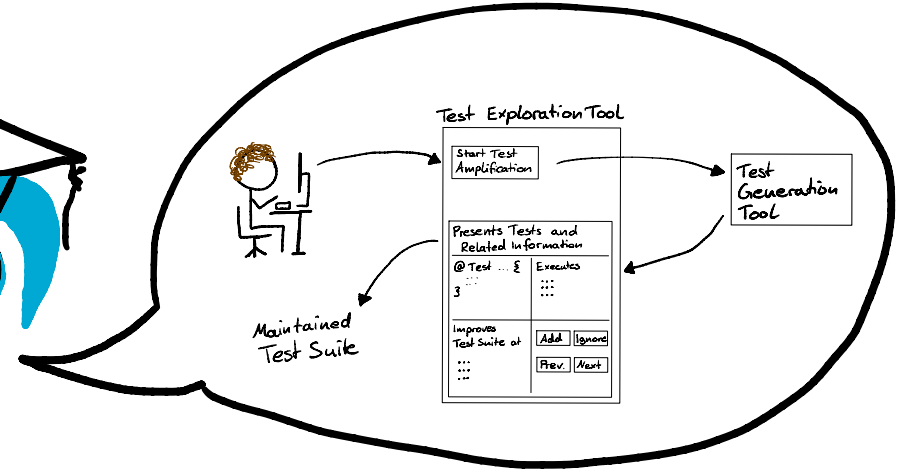 Test Exploration Tool
Start Test
Amplification
Test
Generation
Tool
Presents Tests and
Related Information
@ Test ... {
...
}
Executes
...
...
...
Maintained
Test Suite
Improves
Test Suite at
...
...
...
Add
Ignore
Prev.
Next